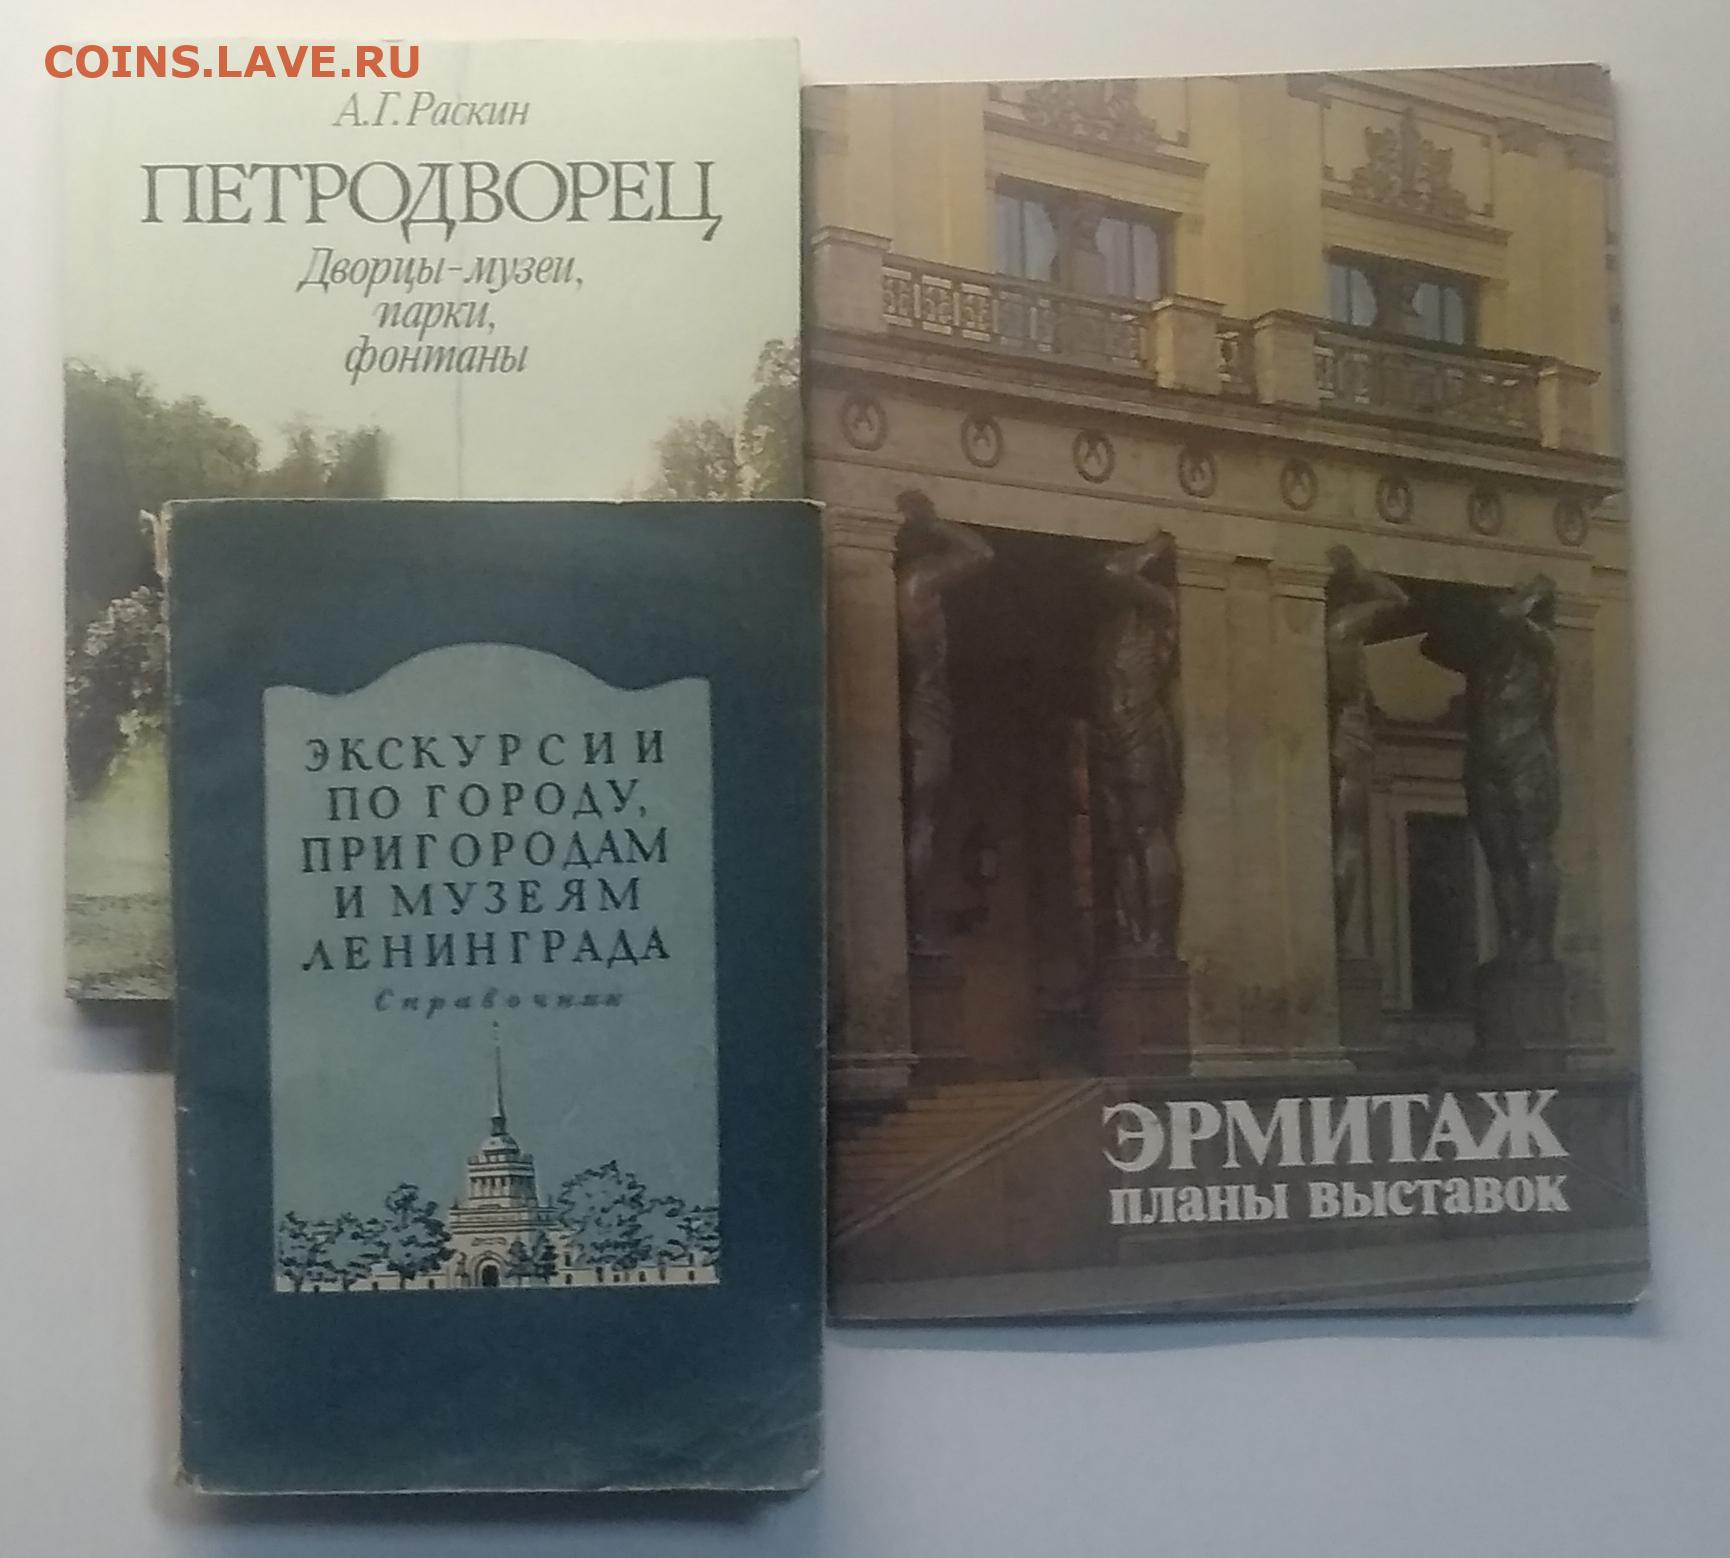 COINS.LAVE.RU
А.Г. Раскин
ПЕТРОДВОРЕЦ
Дворцы-музеи,
парки,
фонтаны
ЭКСКУРСИИ
ПО ГОРОДУ,
ПРИГОРОДАМ
И МУЗЕЯМ
ЛЕНИНГРАДА
Справочник
ЭРМИТАЖ
планы выставок